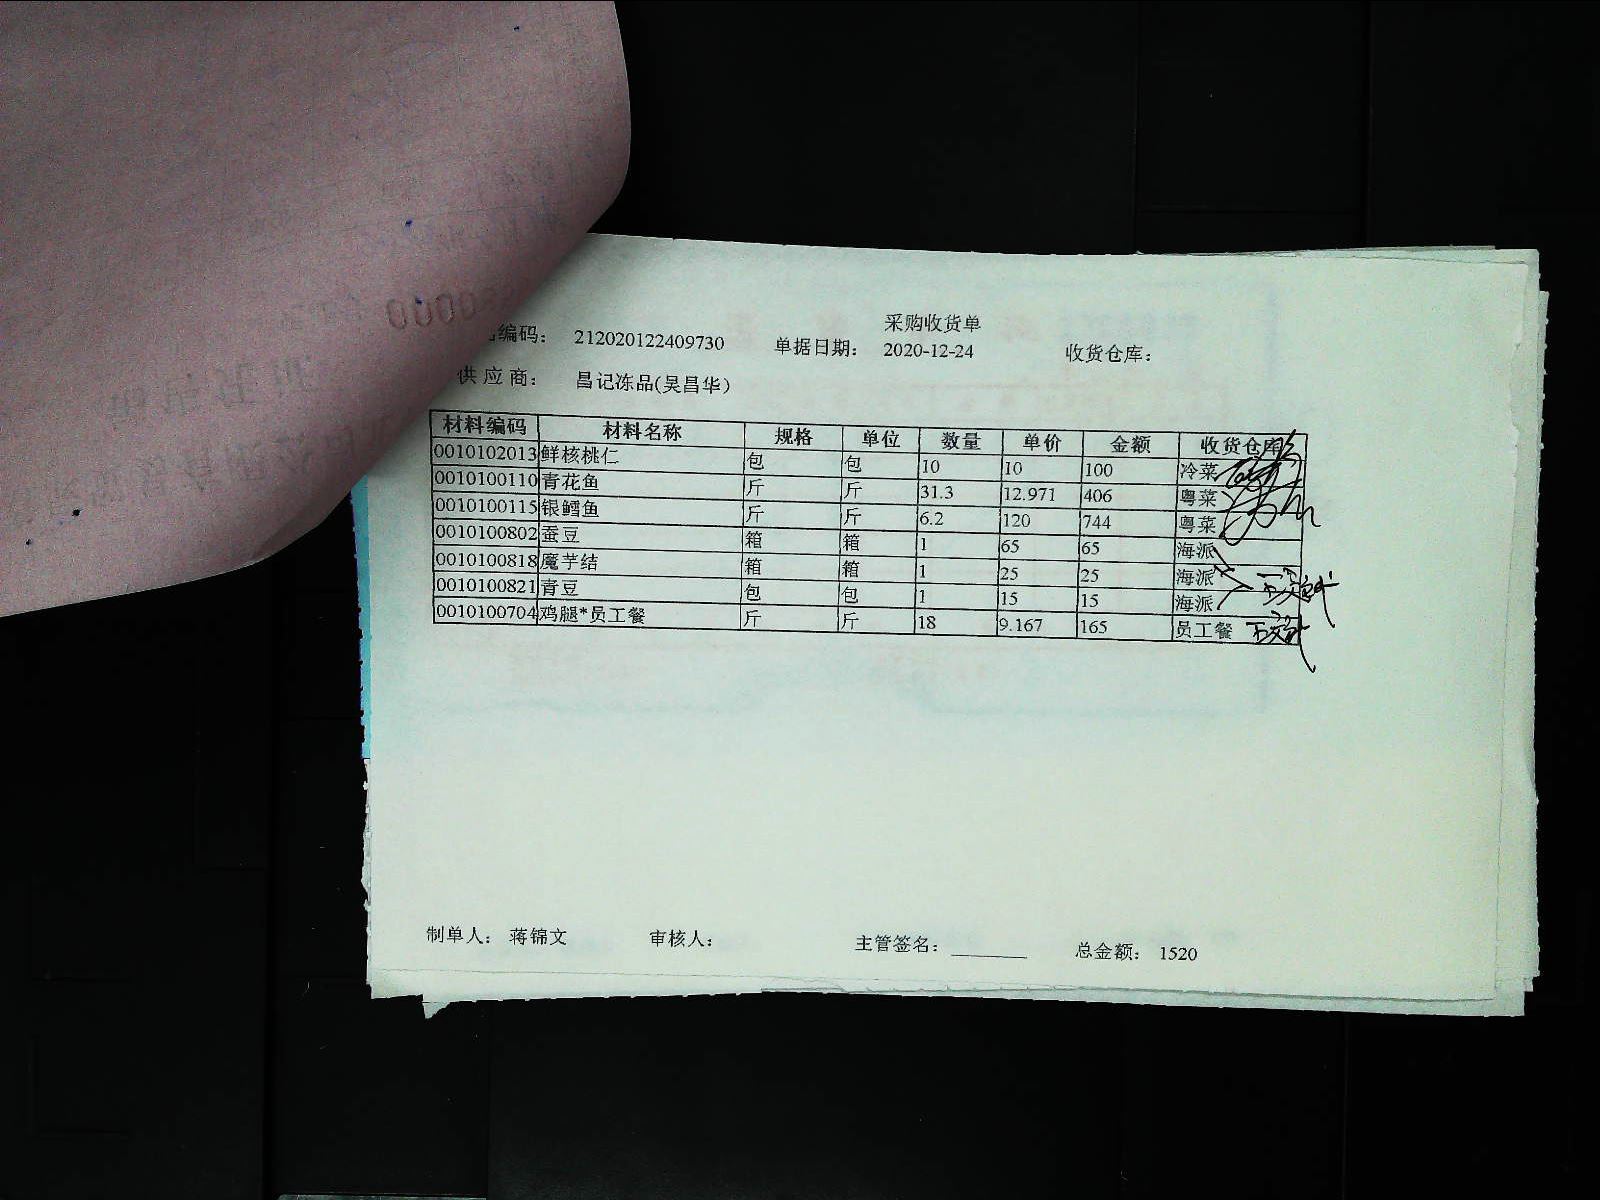 采购收货单
编码： 212020122409730 单据日期： 2020-12-24 收货仓库：
供应商： 昌记冻品(吴昌华)
材料编码 材料名称 规格 单位 数量 单价 金额 收货仓库
0010102013 鲜核桃仁 包 包 10 10 100 冷菜
0010100110 青花鱼 斤 斤 31.3 12.971 406 粤菜
0010100115 银鳕鱼 斤 斤 6.2 120 744 粤菜
0010100802 蚕豆 箱 箱 1 65 65 海派
0010100818 魔芋结 箱 箱 1 25 25 海派
0010100821 青豆 包 包 1 15 15 海派
0010100704 鸡腿*员工餐 斤 斤 18 9.167 165 员工餐
制单人： 蒋锦文 审核人： 主管签名： 总金额： 1520